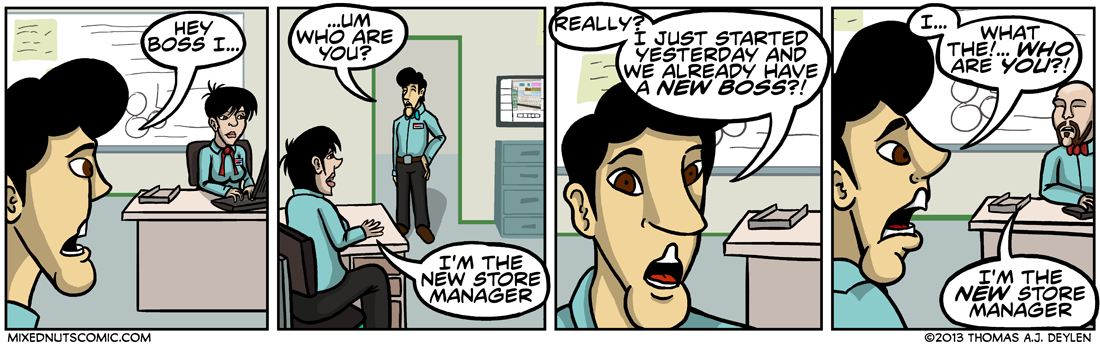 HEY
BOSS I...
...UM
WHO ARE
YOU?
I'M THE
NEW STORE
MANAGER
REALLY?
I JUST STARTED
YESTERDAY AND
WE ALREADY HAVE
A NEW BOSS?!
I...
WHAT
THE!... WHO
ARE YOU?!
I'M THE
NEW STORE
MANAGER
MIXEDNUTSCOMIC.COM
©2013 THOMAS A.J. DEYLEN